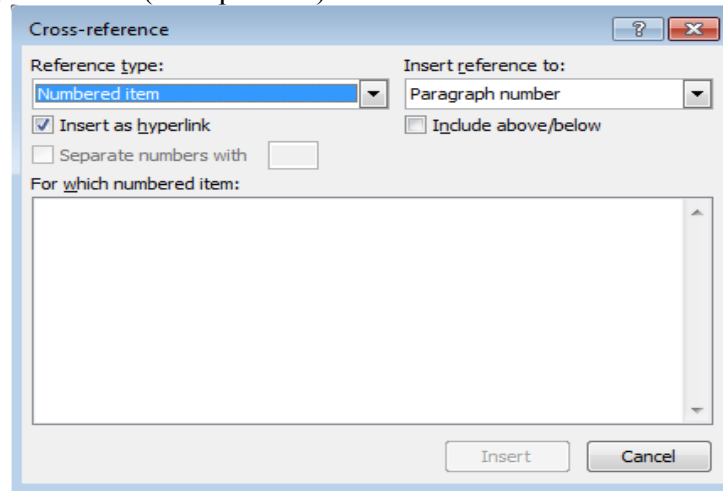 Cross-reference
Reference type: Insert reference to:
Numbered item Paragraph number
Insert as hyperlink Include above/below
Separate numbers with
For which numbered item:
Insert Cancel